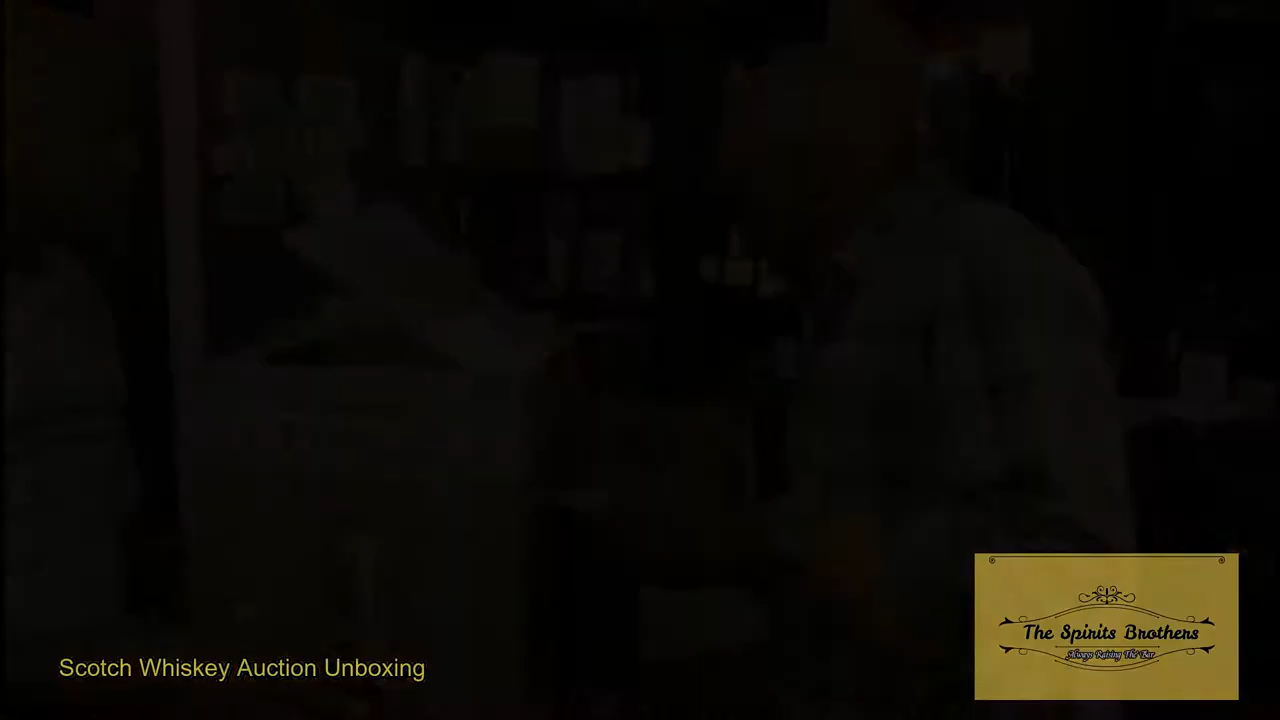 Scotch Whiskey Auction Unboxing
The Spirits Brothers
Always Raising The Bar